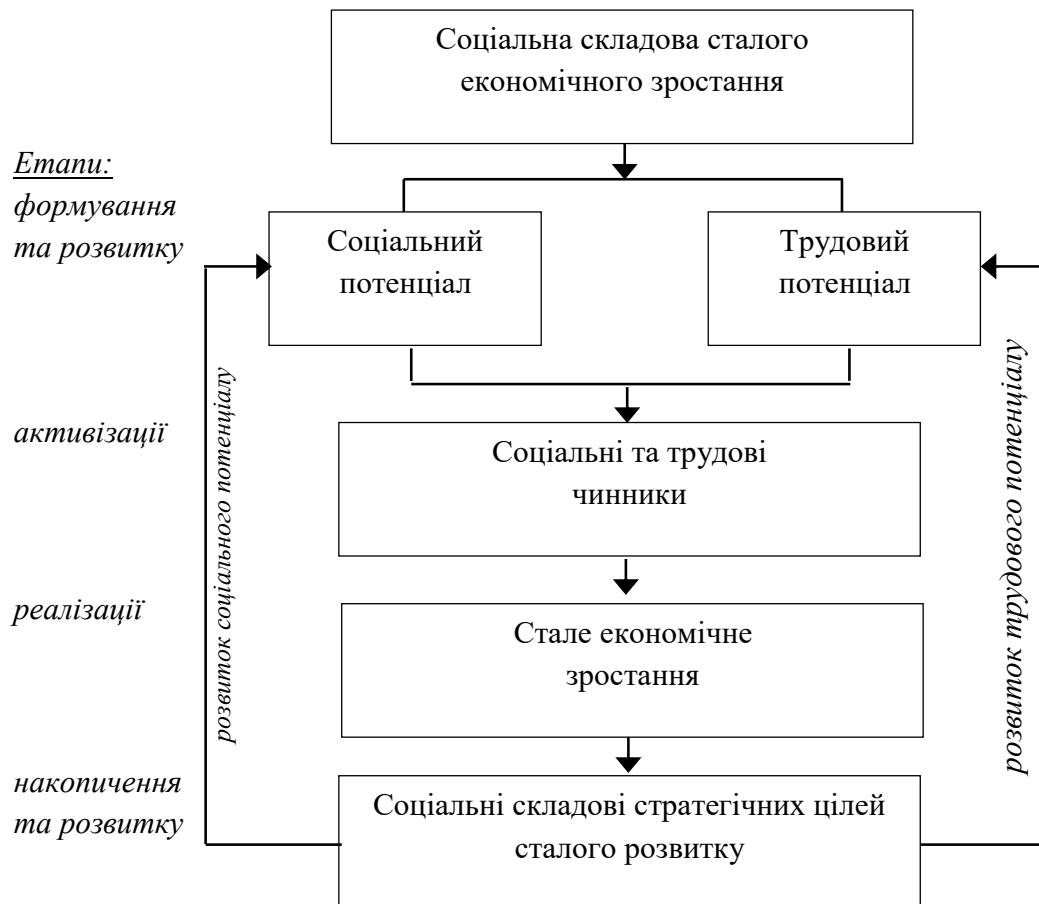 Соціальна складова сталого
економічного зростання
Етапи:
формування
та розвитку
Соціальний
потенціал
Трудовий
потенціал
активізації
Соціальні та трудові
чинники
розвиток соціального потенціалу
розвиток трудового потенціалу
реалізації
Стале економічне
зростання
накопичення
та розвитку
Соціальні складові стратегічних цілей
сталого розвитку